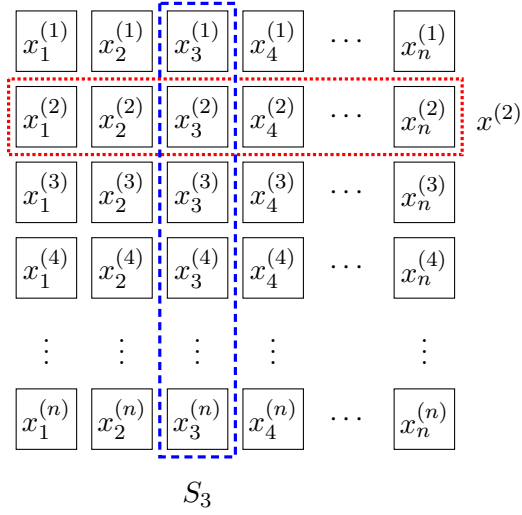 x_1^{(1)} x_2^{(1)} x_3^{(1)} x_4^{(1)} ⋯ x_n^{(1)}
x_1^{(2)} x_2^{(2)} x_3^{(2)} x_4^{(2)} ⋯ x_n^{(2)} x^{(2)}
x_1^{(3)} x_2^{(3)} x_3^{(3)} x_4^{(3)} ⋯ x_n^{(3)}
x_1^{(4)} x_2^{(4)} x_3^{(4)} x_4^{(4)} ⋯ x_n^{(4)}
⋮ ⋮ ⋮ ⋮ ⋮
x_1^{(n)} x_2^{(n)} x_3^{(n)} x_4^{(n)} ⋯ x_n^{(n)}
S_3